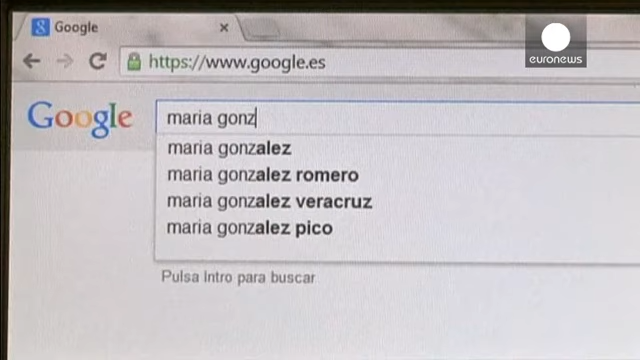 Google
euronews
https://www.google.es
Google
maria gonz
maria gonzalez
maria gonzalez romero
maria gonzalez veracruz
maria gonzalez pico
Pulsa Intro para buscar